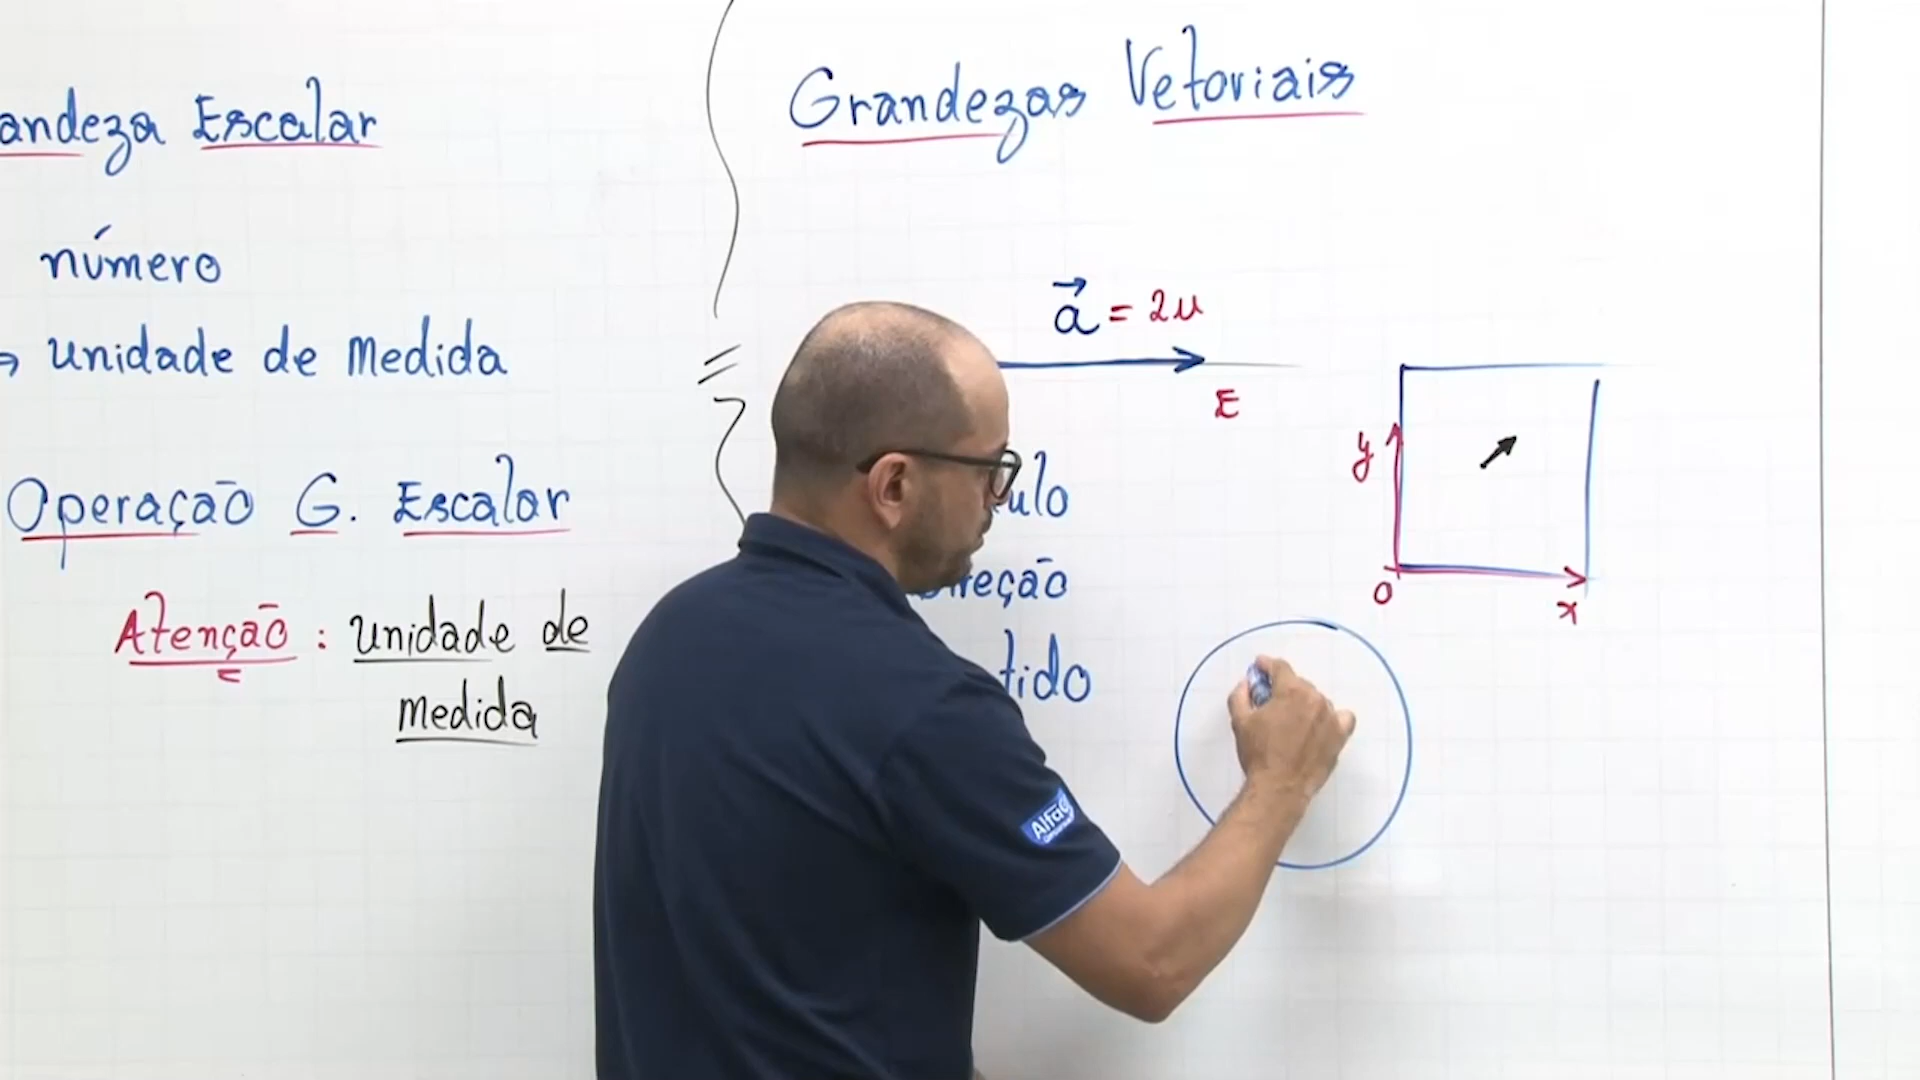 andeza Escalar
número
unidade de Medida
Operação G. Escalar
Atenção : unidade de
medida
Grandezas Vetoriais
a = 2u
E
ulo
reção
tido
y
0
x